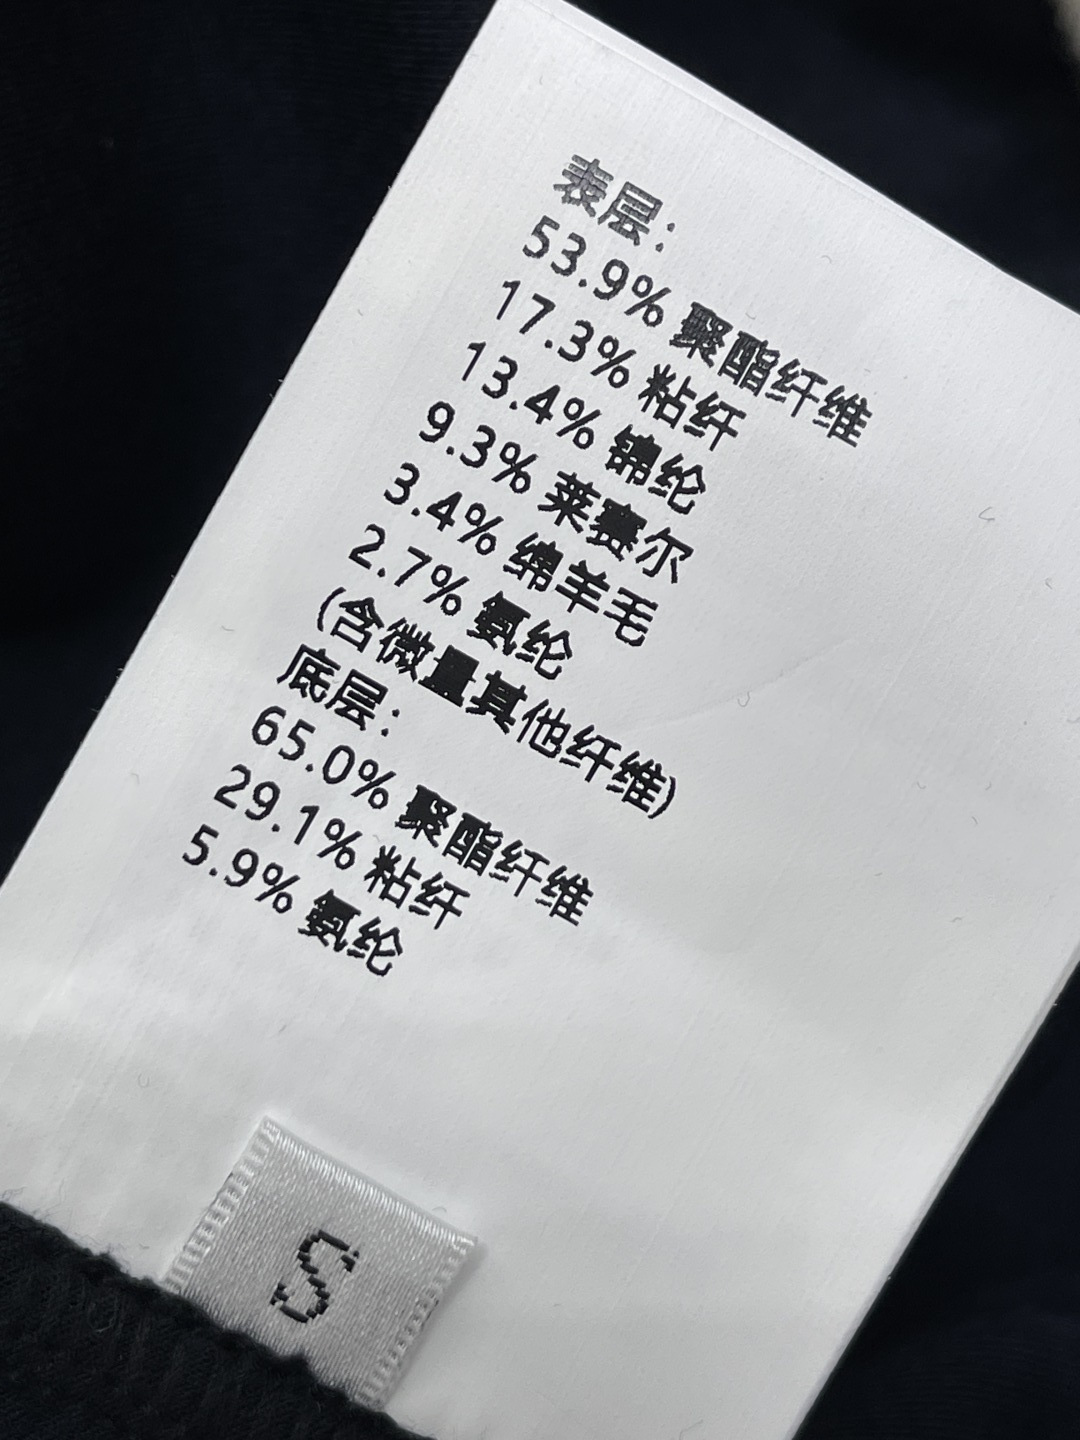 表层:
53.9% 聚酯纤维
17.3% 粘纤
13.4% 锦纶
9.3% 莱赛尔
3.4% 绵羊毛
2.7% 氨纶
(含微量其他纤维)
底层:
65.0% 聚酯纤维
29.1% 粘纤
5.9% 氨纶
S